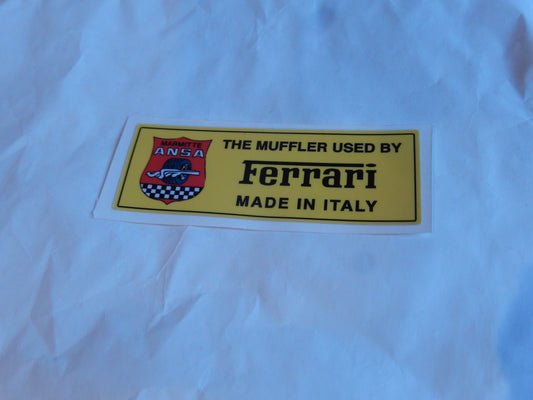 MARMITTE
ANSA
THE MUFFLER USED BY
Ferrari
MADE IN ITALY